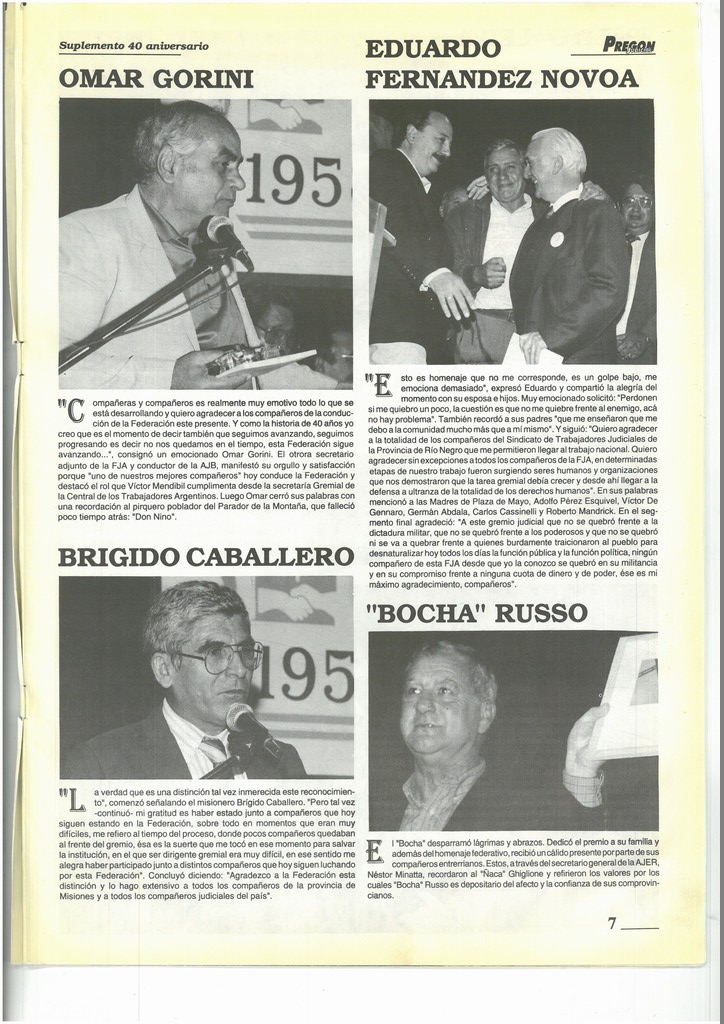 Suplemento 40 aniversario
PREGON
OMAR GORINI
195
"Compañeras y compañeros es realmente muy emotivo todo lo que se
está desarrollando y quiero agradecer a los compañeros de la conduc-
ción de la Federación este presente. Y como la historia de 40 años yo
creo que es el momento de decir también que seguimos avanzando, seguimos
progresando es decir no nos quedamos en el tiempo, esta Federación sigue
avanzando...", consignó un emocionado Omar Gorini. El otrora secretario
adjunto de la FJA y conductor de la AJB, manifestó su orgullo y satisfacción
porque "uno de nuestros mejores compañeros" hoy conduce la Federación y
destacó el rol que Víctor Mendibil cumplimenta desde la secretaría Gremial de
la Central de los Trabajadores Argentinos. Luego Omar cerró sus palabras con
una recordación al pirquero poblador del Parador de la Montaña, que falleció
poco tiempo atrás: "Don Nino".
BRIGIDO CABALLERO
195
"La verdad que es una distinción tal vez inmerecida este reconocimien-
to", comenzó señalando el misionero Brígido Caballero. "Pero tal vez
-continuó- mi gratitud es haber estado junto a compañeros que hoy
siguen estando en la Federación, sobre todo en momentos que eran muy
difíciles, me refiero al tiempo del proceso, donde pocos compañeros quedaban
al frente del gremio, ésa es la suerte que me tocó en ese momento para salvar
la institución, en el que ser dirigente gremial era muy difícil, en ese sentido me
alegra haber participado junto a distintos compañeros que hoy siguen luchando
por esta Federación". Concluyó diciendo: "Agradezco a la Federación esta
distinción y lo hago extensivo a todos los compañeros de la provincia de
Misiones y a todos los compañeros judiciales del país".
EDUARDO
FERNANDEZ NOVOA
"Esto es homenaje que no me corresponde, es un golpe bajo, me
emociona demasiado", expresó Eduardo y compartió la alegría del
momento con su esposa e hijos. Muy emocionado solicitó: "Perdonen
si me quiebro un poco, la cuestión es que no me quiebre frente al enemigo, acá
no hay problema". También recordó a sus padres "que me enseñaron que me
debo a la comunidad mucho más que a mí mismo". Y siguió: "Quiero agradecer
a la totalidad de los compañeros del Sindicato de Trabajadores Judiciales de
la Provincia de Río Negro que me permitieron llegar al trabajo nacional. Quiero
agradecer sin excepciones a todos los compañeros de la FJA, en determinadas
etapas de nuestro trabajo fueron surgiendo seres humanos y organizaciones
que nos demostraron que la tarea gremial debía crecer y desde ahí llegar a la
defensa a ultranza de la totalidad de los derechos humanos". En sus palabras
mencionó a las Madres de Plaza de Mayo, Adolfo Pérez Esquivel, Víctor De
Gennaro, Germán Abdala, Carlos Cassinelli y Roberto Mandrick. En el seg-
mento final agradeció: "A este gremio judicial que no se quebró frente a la
dictadura militar, que no se quebró frente a los poderosos y que no se quebró
ni se va a quebrar frente a quienes burdamente traicionaron al pueblo para
desnaturalizar hoy todos los días la función pública y la función política, ningún
compañero de esta FJA desde que yo la conozco se quebró en su militancia
y en su compromiso frente a ninguna cuota de dinero y de poder, ése es mi
máximo agradecimiento, compañeros".
"BOCHA" RUSSO
El "Bocha" desparramó lágrimas y abrazos. Dedicó el premio a su familia y
además del homenaje federativo, recibió un cálido presente por parte de sus
compañeros entrerrianos. Estos, a través del secretario general de la AJER,
Néstor Minatta, recordaron al "Ñaca" Ghiglione y refirieron los valores por los
cuales "Bocha" Russo es depositario del afecto y la confianza de sus comprovin-
cianos.
7